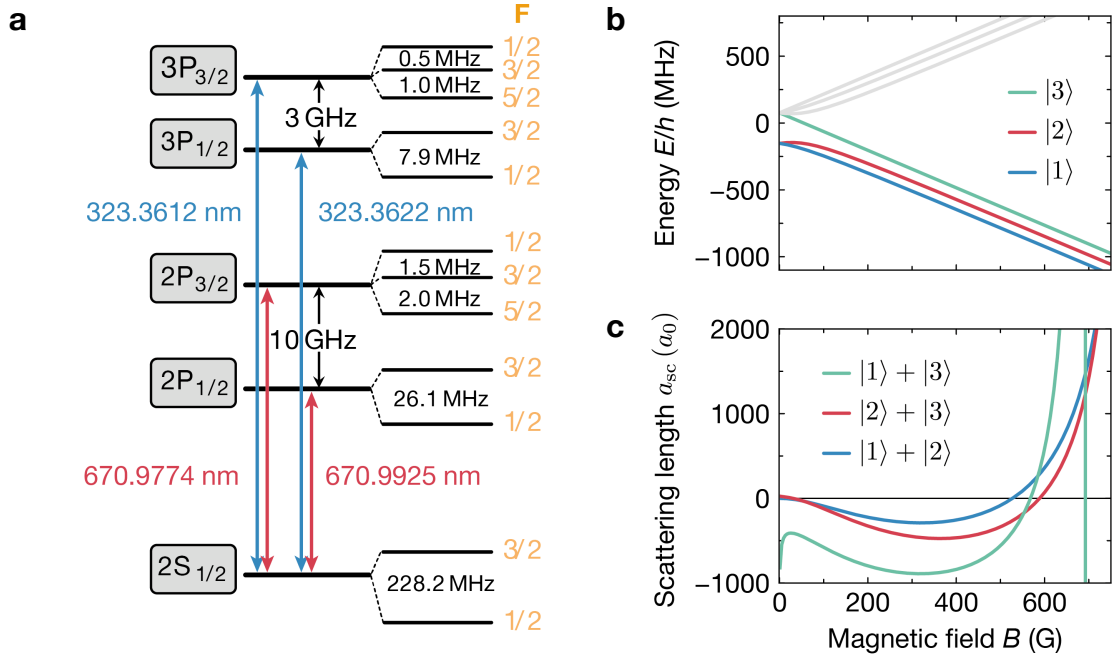 a
F
3P3/2
1/2
0.5 MHz
3/2
1.0 MHz
5/2
3 GHz
3P1/2
3/2
7.9 MHz
1/2
323.3612 nm
323.3622 nm
2P3/2
1/2
1.5 MHz
3/2
2.0 MHz
5/2
10 GHz
2P1/2
3/2
26.1 MHz
1/2
670.9774 nm
670.9925 nm
2S 1/2
3/2
228.2 MHz
1/2
b
Energy E/h (MHz)
500
0
−500
−1000
|3⟩
|2⟩
|1⟩
c
Scattering length asc (a0)
2000
1000
0
−1000
|1⟩ + |3⟩
|2⟩ + |3⟩
|1⟩ + |2⟩
0 200 400 600
Magnetic field B (G)